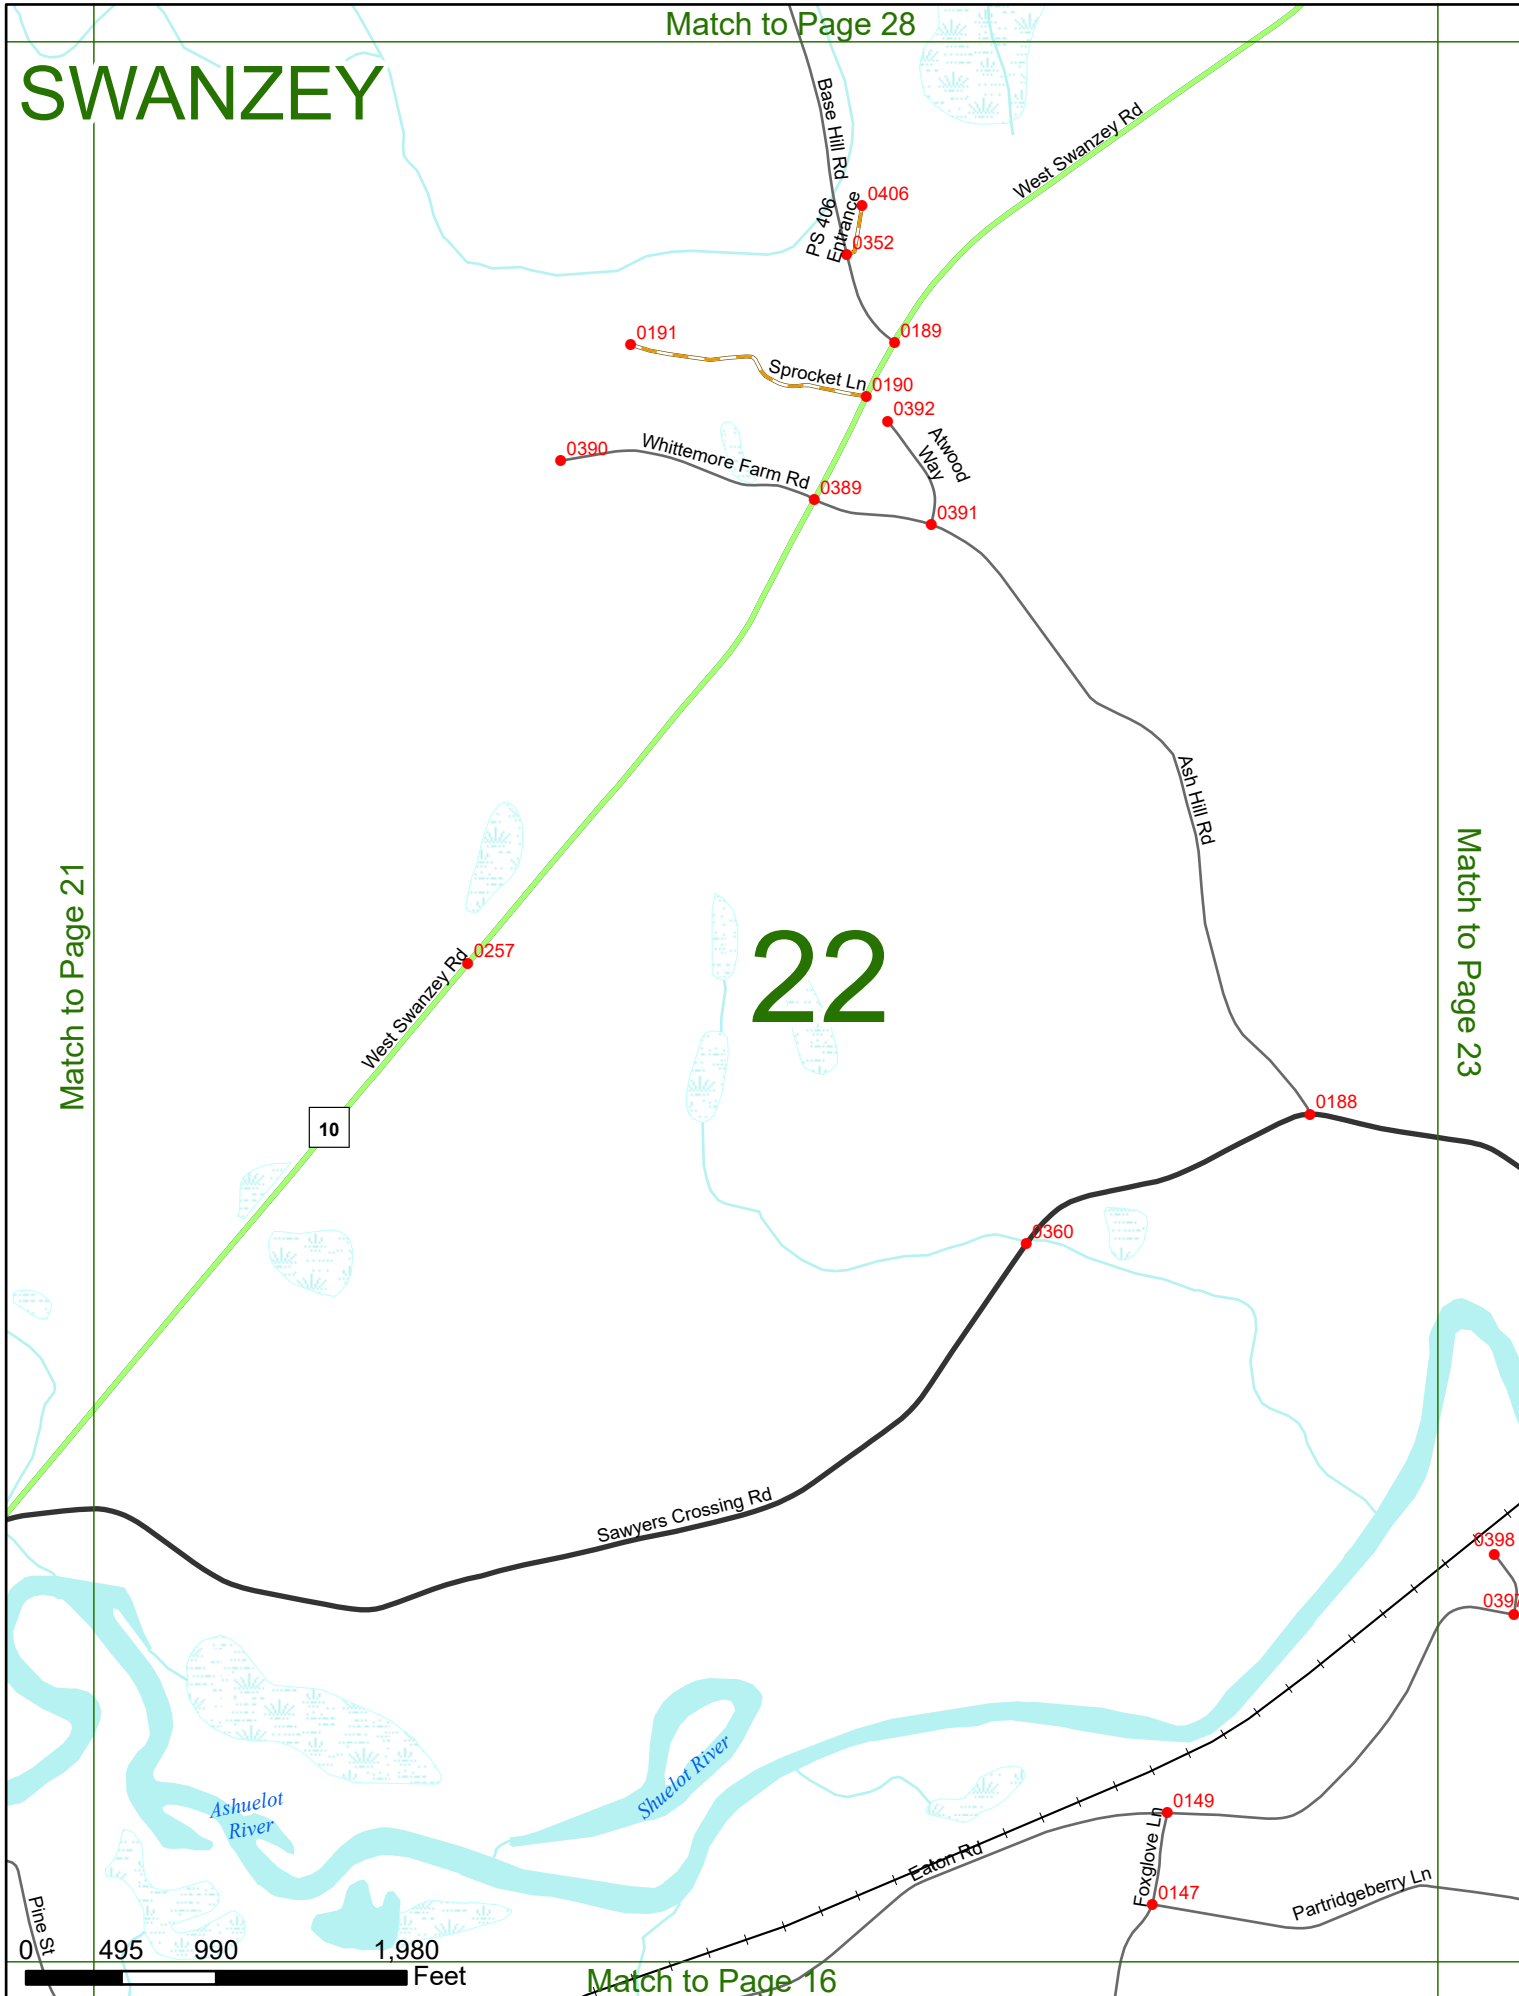 Match to Page 28
SWANZEY
Base Hill Rd
West Swanzey Rd
0406
PS 406
Entrance
0352
0189
0191
Sprocket Ln
0190
0392
Atwood
Way
0390
Whittemore Farm Rd
0389
0391
Ash Hill Rd
Match to Page 21
Match to Page 23
22
0257
West Swanzey Rd
10
0188
0360
Sawyers Crossing Rd
0398
0397
Shuelot River
Ashuelot
River
0149
Eaton Rd
Foxglove Ln
0147
Partridgeberry Ln
Pine St
0 495 990 1,980
Feet
Match to Page 16